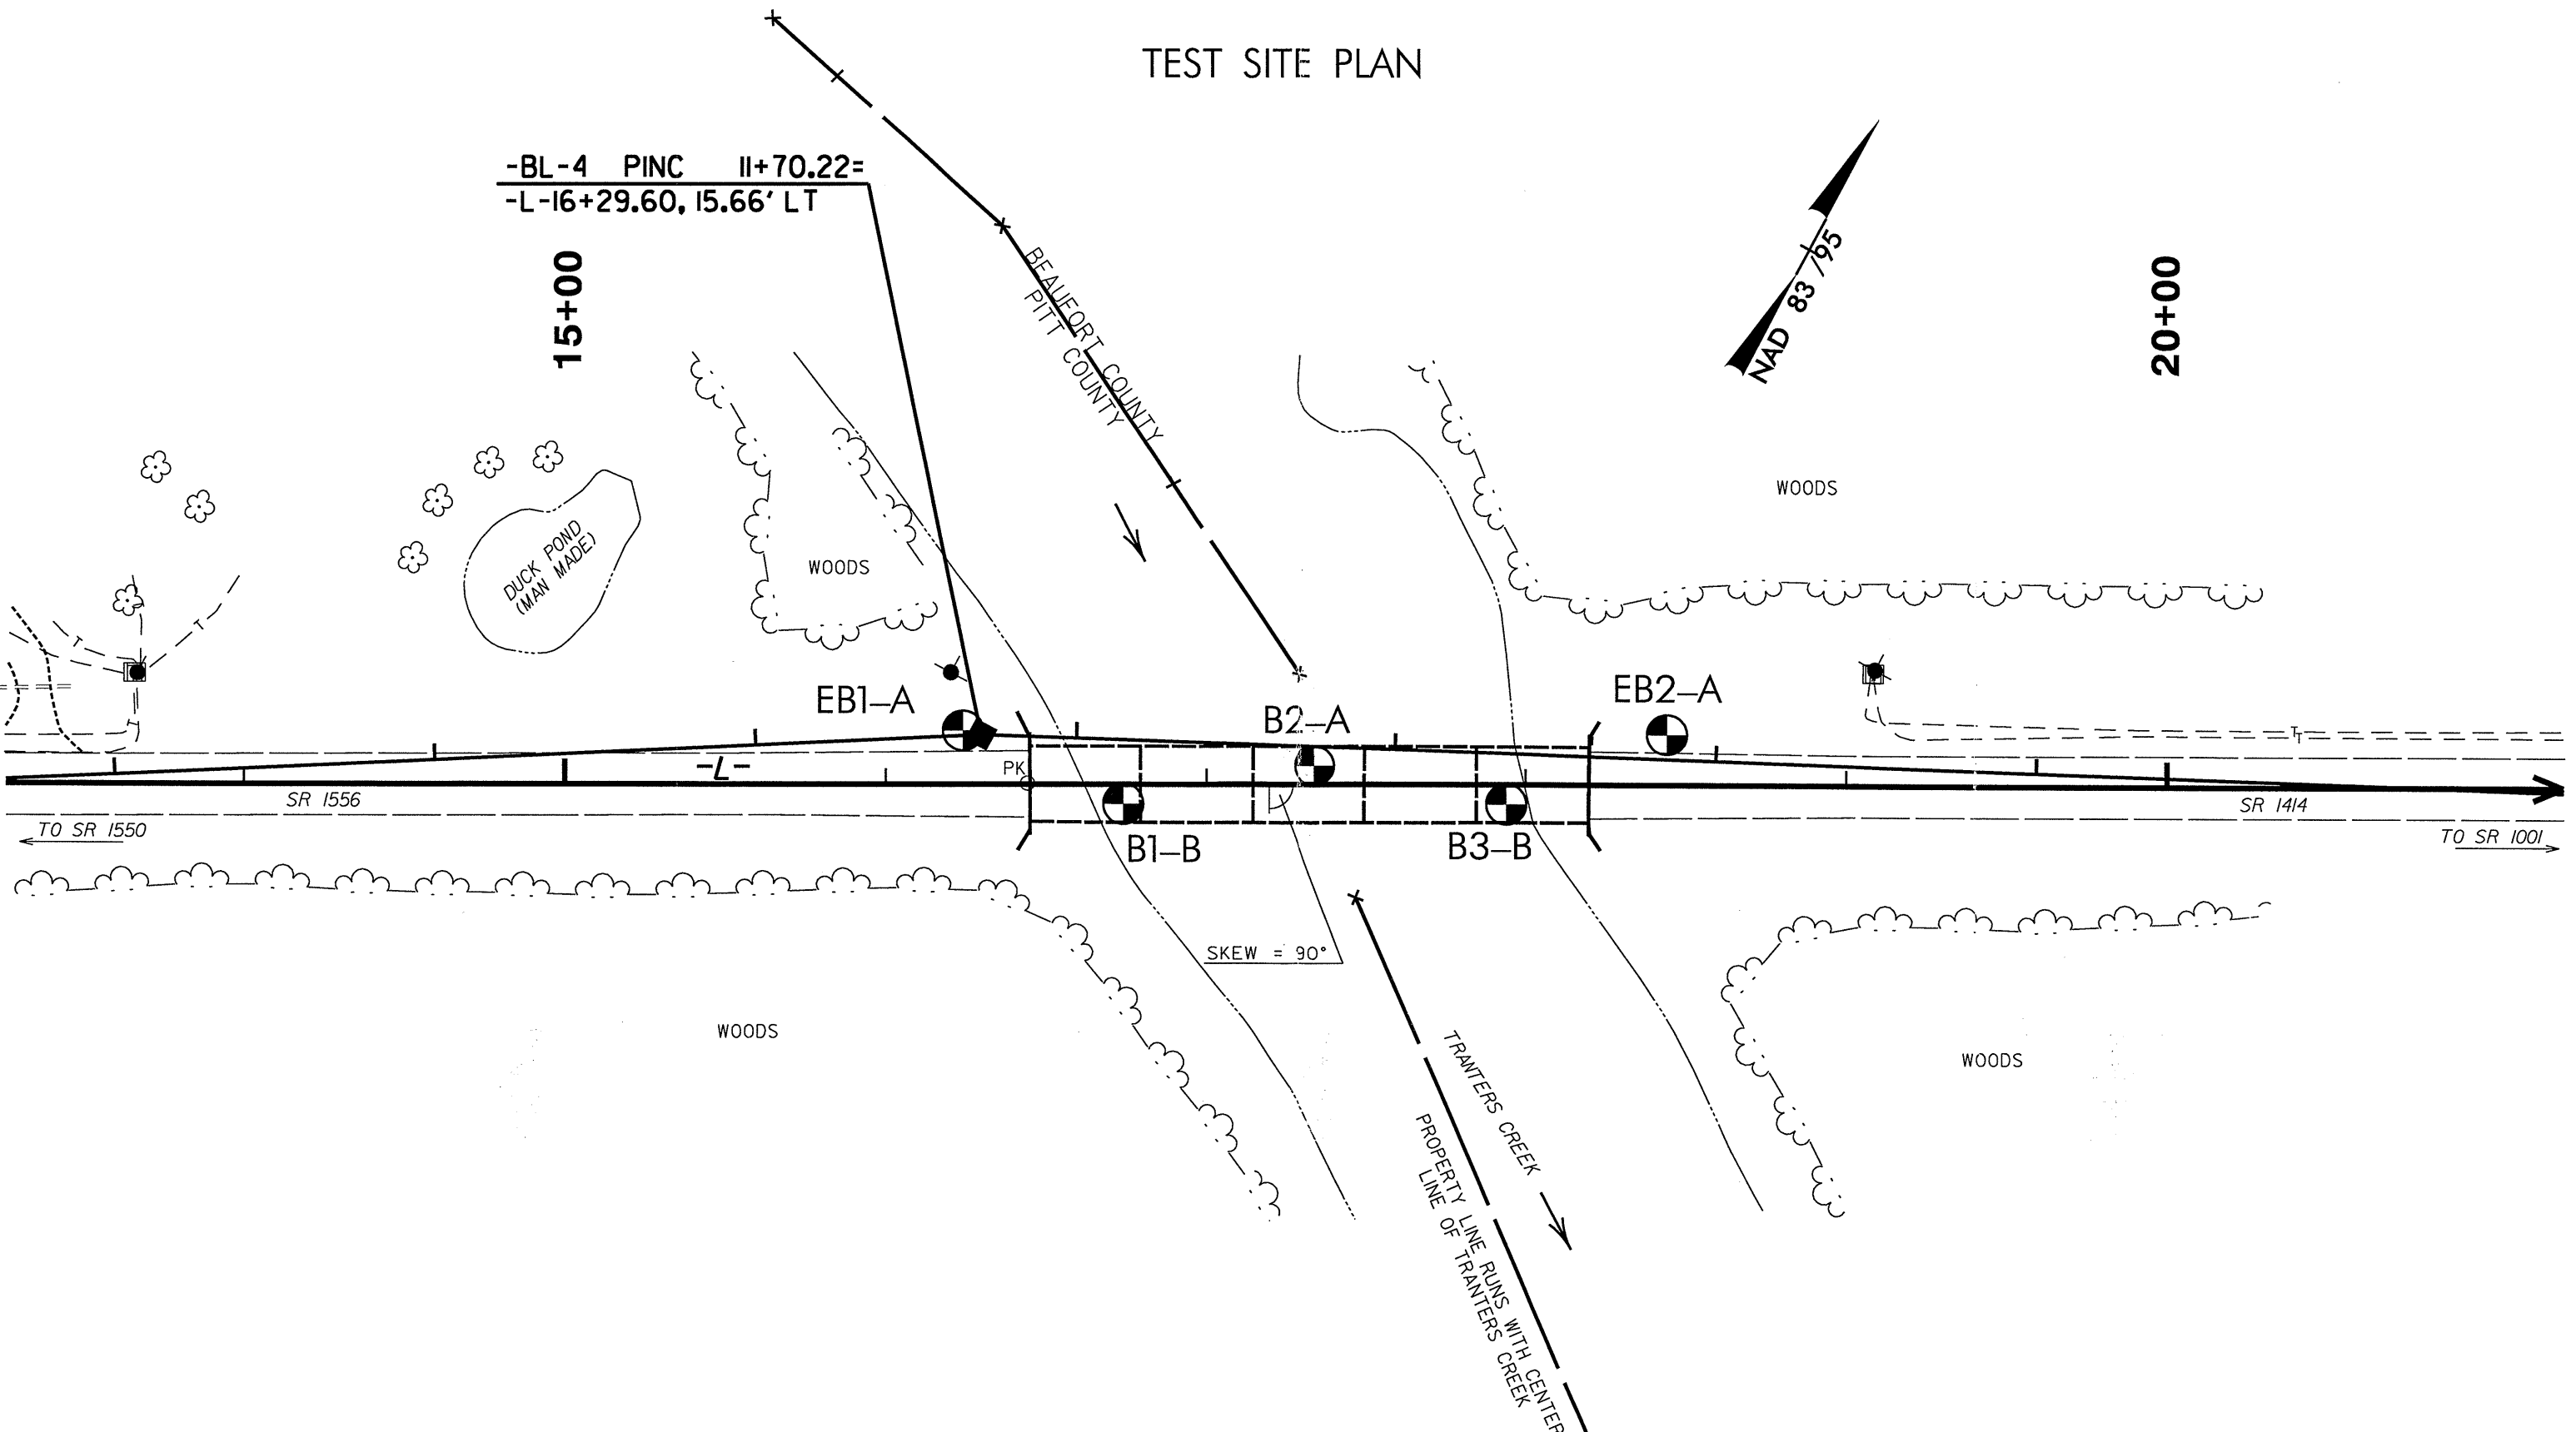 TEST SITE PLAN
-BL-4 PINC 11+70.22=
-L-16+29.60, 15.66' LT
15+00
20+00
NAD 83 /95
BEAUFORT COUNTY
PITT COUNTY
WOODS
DUCK POND
(MAN MADE)
WOODS
T
T
T
EB1-A
B2-A
EB2-A
T
T
-L-
PK
SR 1556
SR 1414
TO SR 1550
TO SR 1001
B1-B
B3-B
SKEW = 90°
WOODS
WOODS
TRANTERS CREEK
PROPERTY LINE RUNS WITH CENTER
LINE OF TRANTERS CREEK